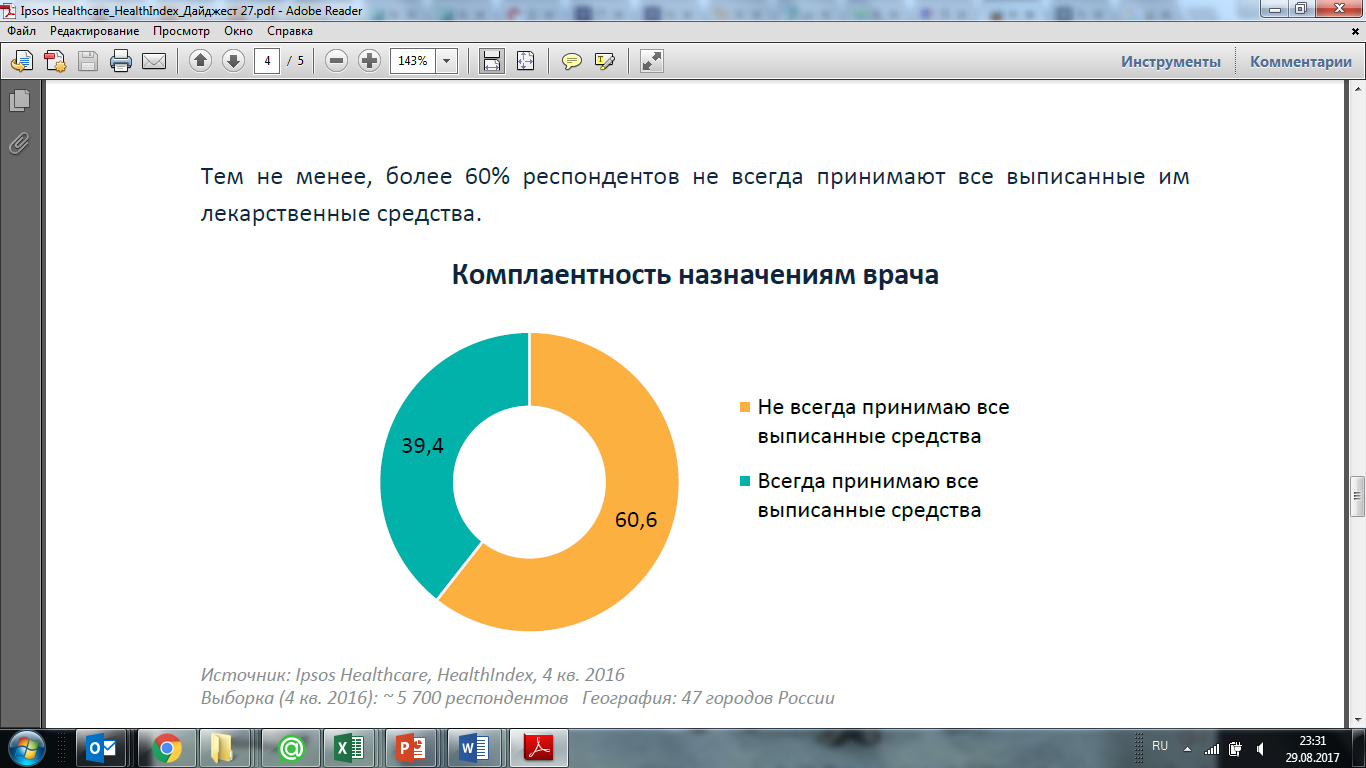 Ipsos Healthcare_HealthIndex_Дайджест 27.pdf - Adobe Reader
Файл Редактирование Просмотр Окно Справка
4 / 5 143% Инструменты Комментарии
Тем не менее, более 60% респондентов не всегда принимают все выписанные им
лекарственные средства.
Комплаентность назначениям врача
39,4
60,6
Не всегда принимаю все
выписанные средства
Всегда принимаю все
выписанные средства
Источник: Ipsos Healthcare, HealthIndex, 4 кв. 2016
Выборка (4 кв. 2016): ~ 5 700 респондентов География: 47 городов России
RU
23:31
29.08.2017